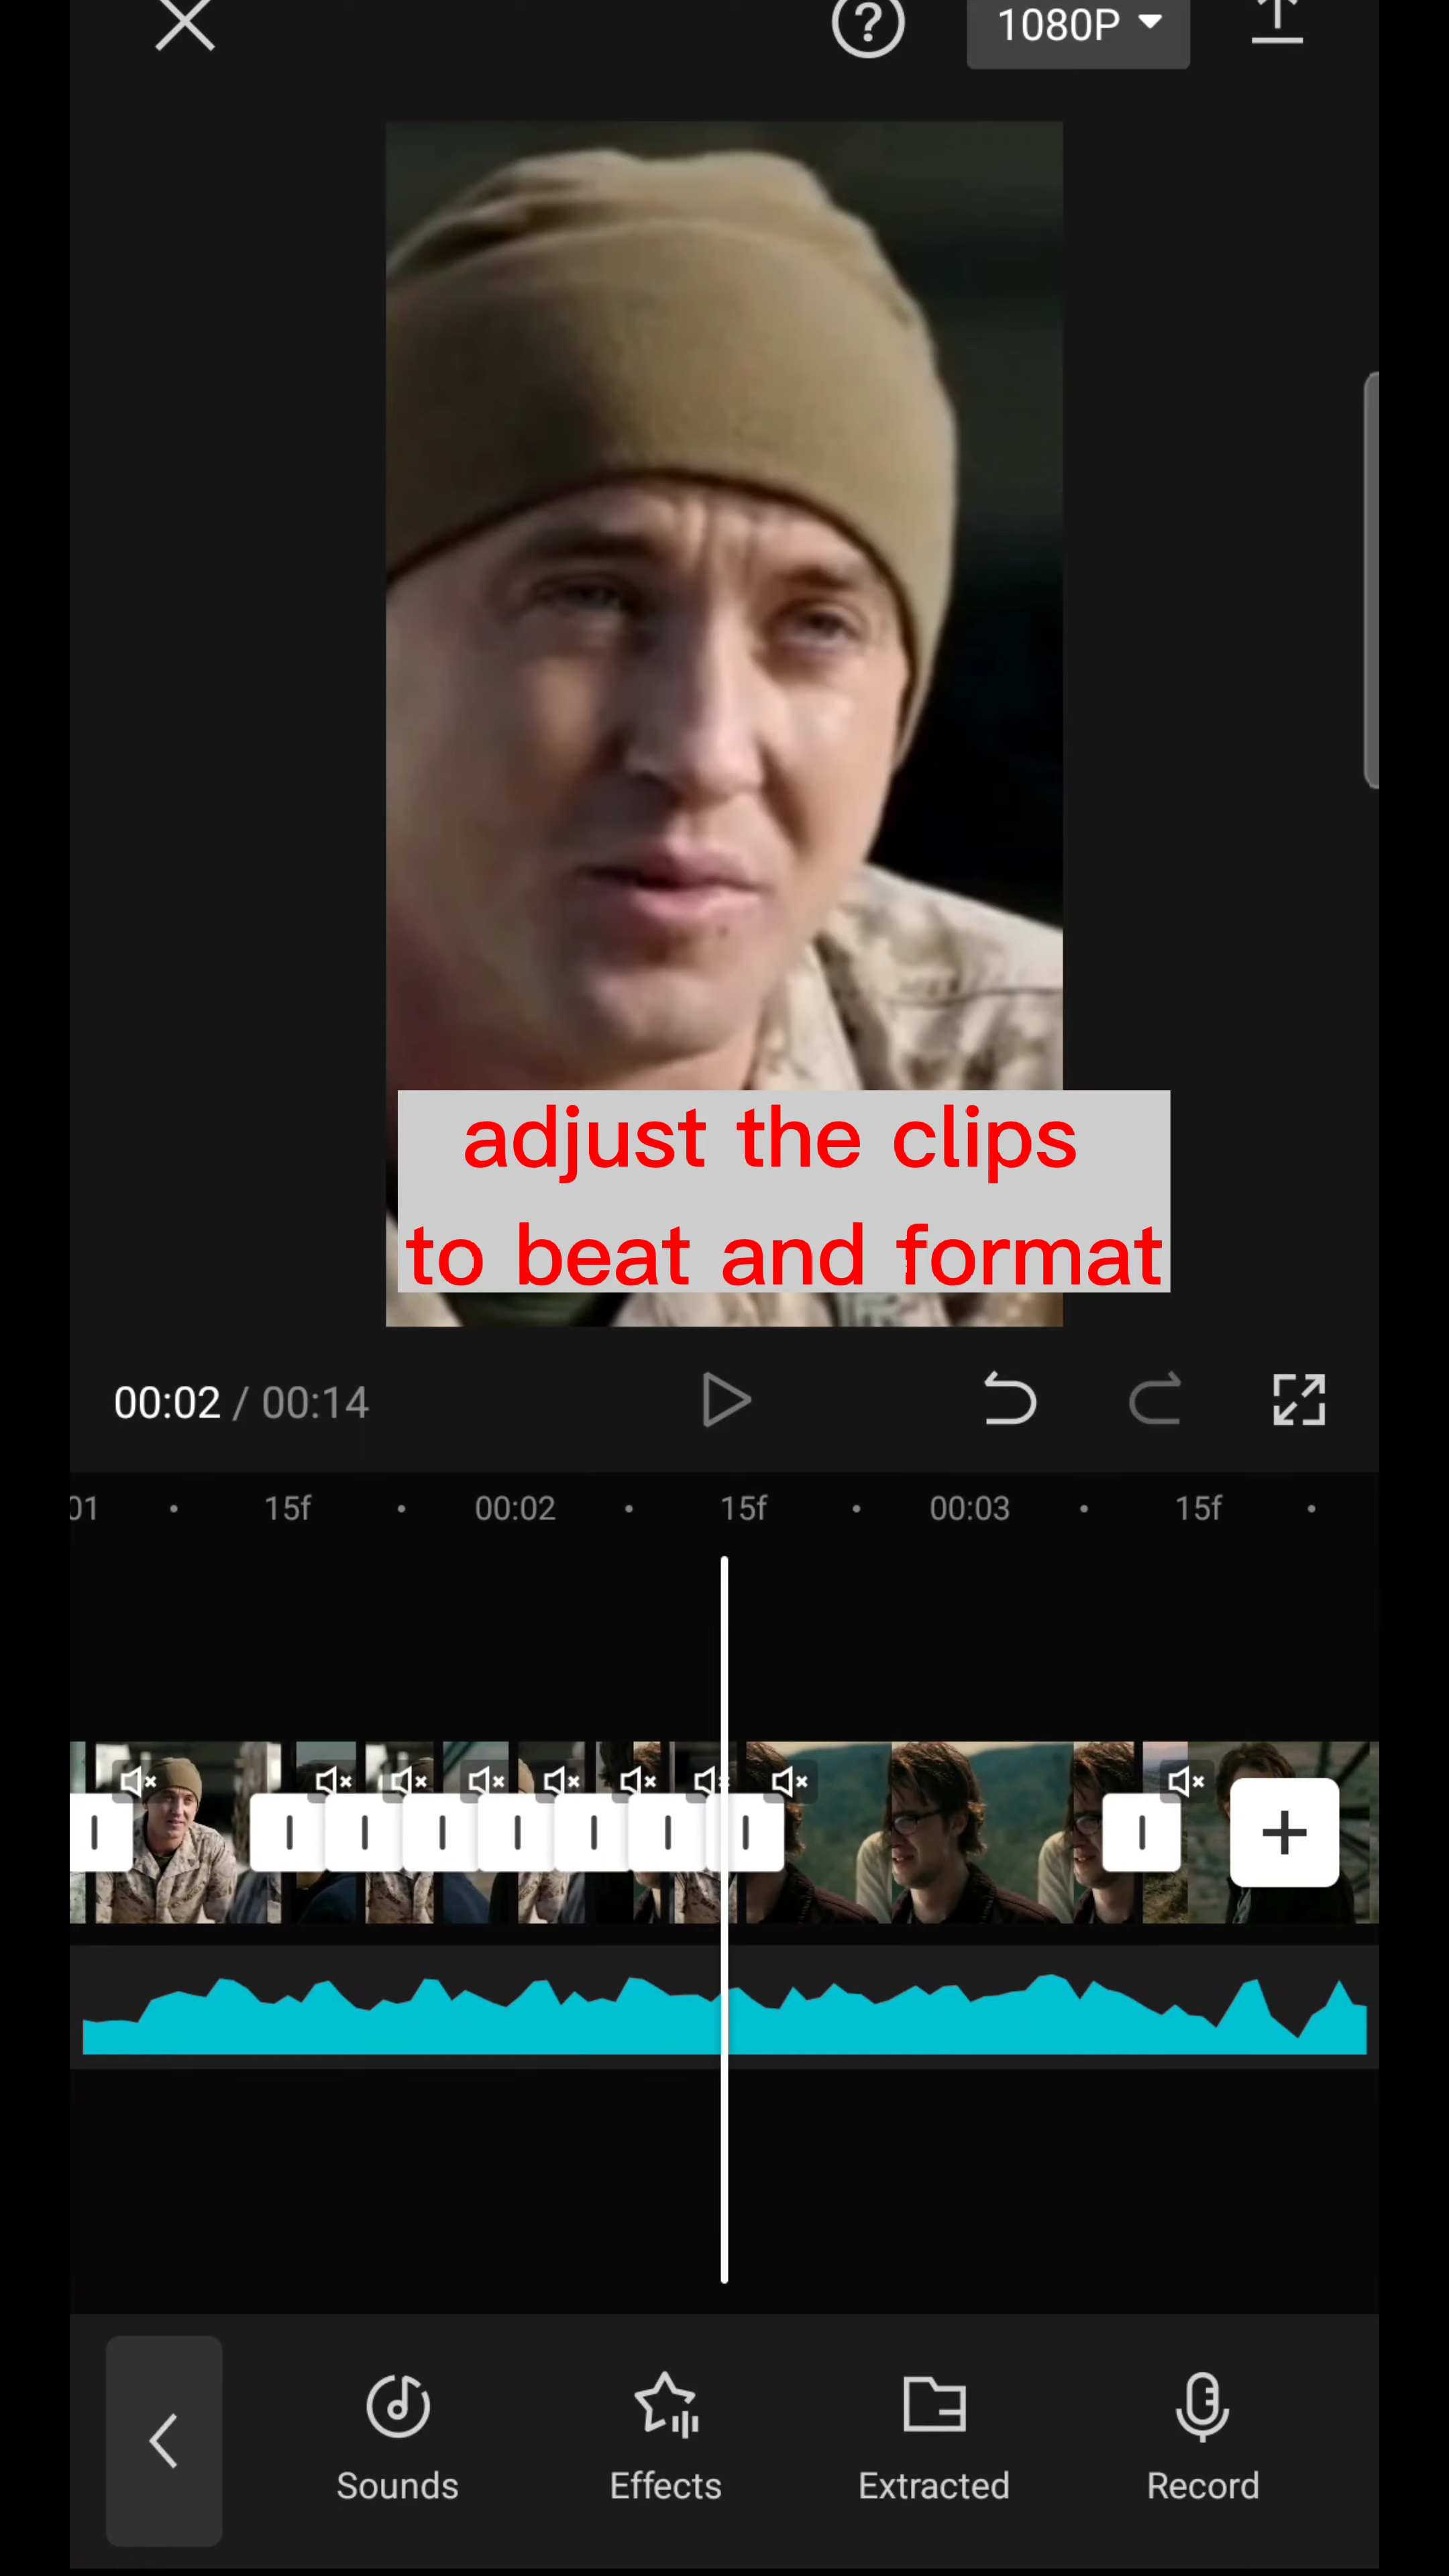 1080P
adjust the clips
to beat and format
00:02 / 00:14
01 15f 00:02 15f 00:03 15f
Sounds Effects Extracted Record